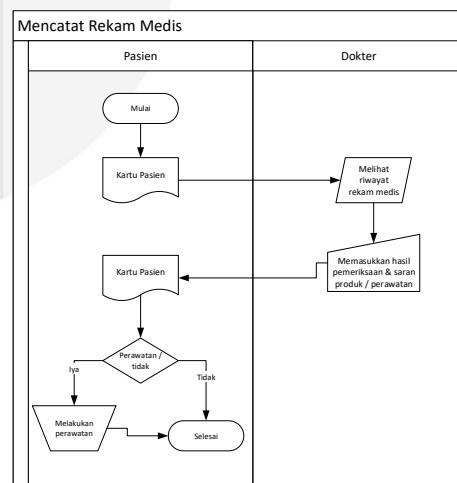 Mencatat Rekam Medis
Pasien
Dokter
Mulai
Kartu Pasien
Melihat
riwayat
rekam medis
Memasukkan hasil
pemeriksaan & saran
produk / perawatan
Kartu Pasien
Perawatan /
tidak
Iya
Tidak
Melakukan
perawatan
Selesai